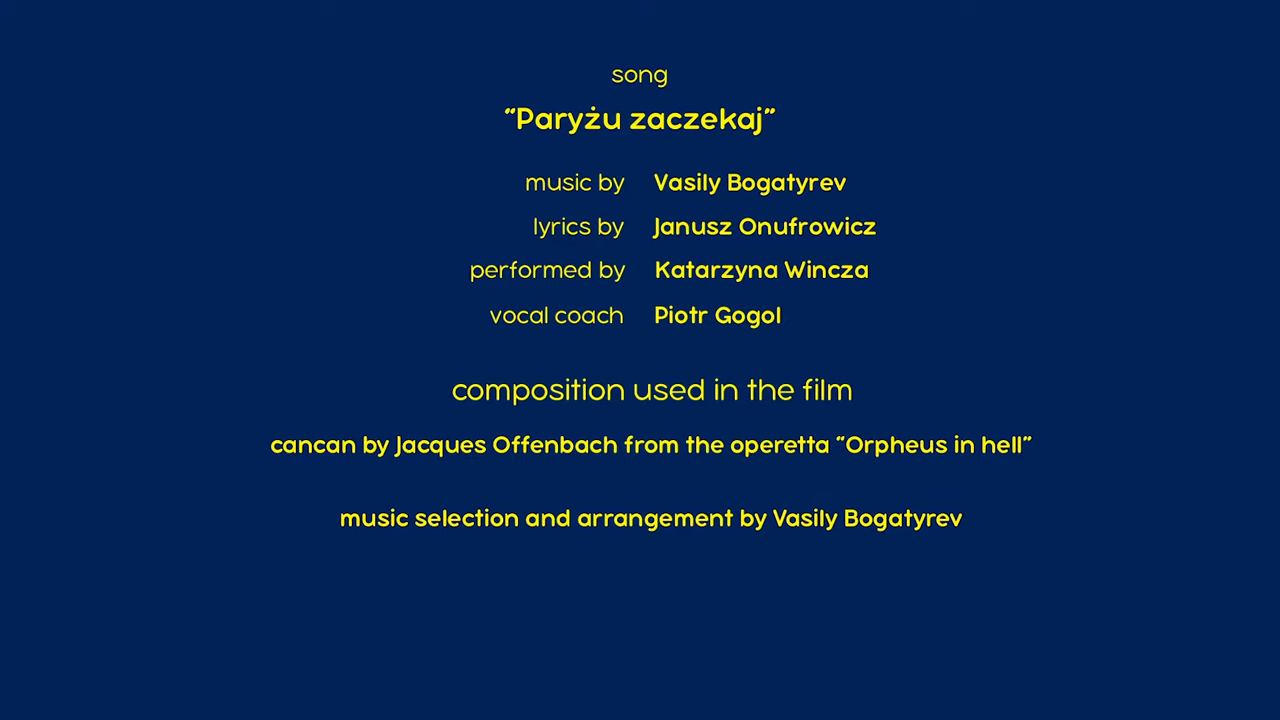 song
“Paryżu zaczekaj”
music by Vasily Bogatyrev
lyrics by Janusz Onufrowicz
performed by Katarzyna Wincza
vocal coach Piotr Gogol
composition used in the film
cancan by Jacques Offenbach from the operetta “Orpheus in hell”
music selection and arrangement by Vasily Bogatyrev